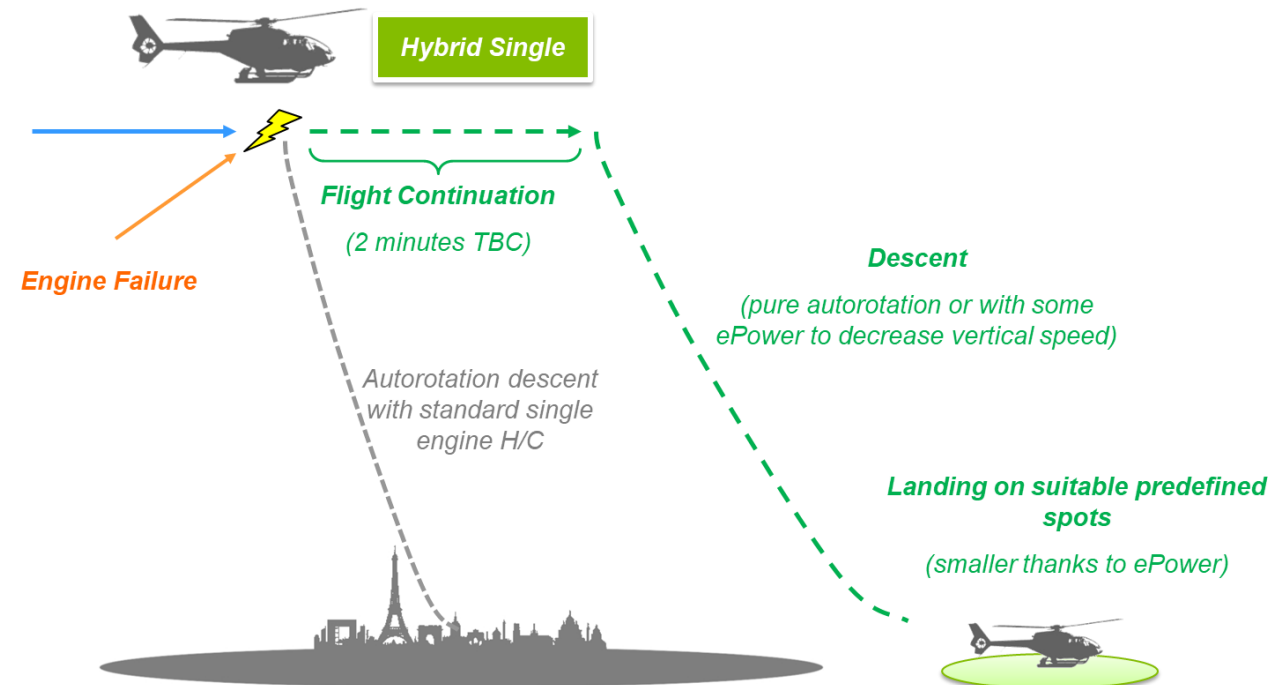 Hybrid Single
Flight Continuation
(2 minutes TBC)
Engine Failure
Descent
(pure autorotation or with some
ePower to decrease vertical speed)
Autorotation descent
with standard single
engine H/C
Landing on suitable predefined
spots
(smaller thanks to ePower)